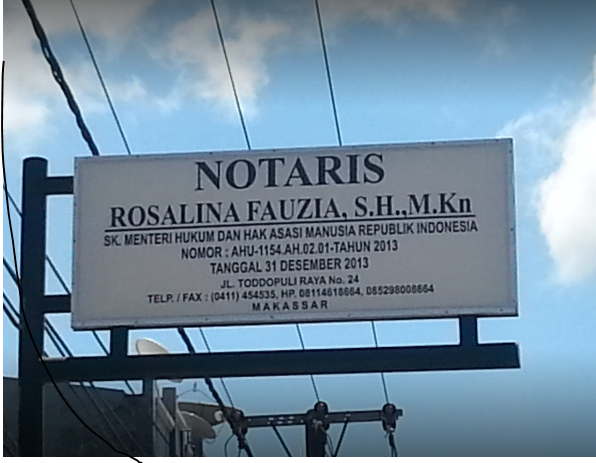 NOTARIS
ROSALINA FAUZIA, S.H.,M.Kn
SK. MENTERI HUKUM DAN HAK ASASI MANUSIA REPUBLIK INDONESIA
NOMOR : AHU-1154.AH.02.01-TAHUN 2013
TANGGAL 31 DESEMBER 2013
JL. TODDOPULI RAYA No. 24
TELP. / FAX : (0411) 454535, HP. 08114618664, 085298008664
MAKASSAR